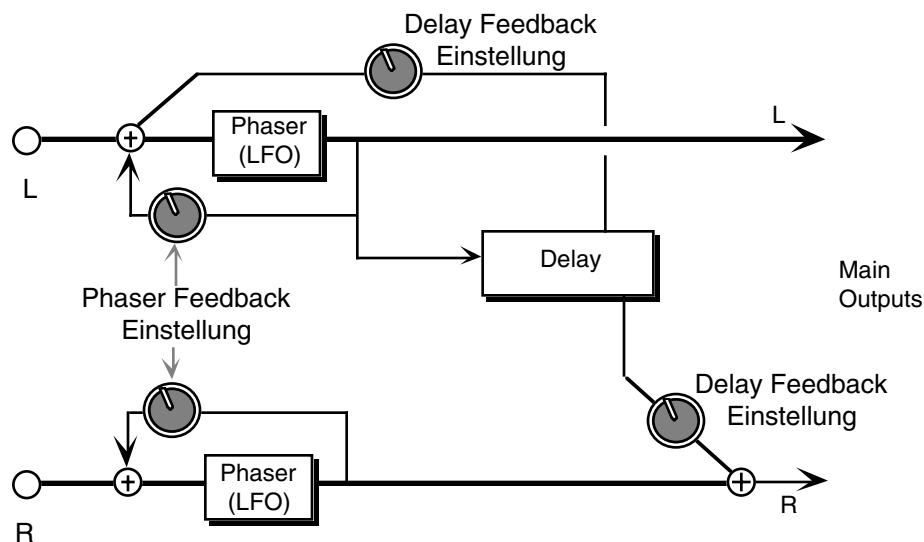 Delay Feedback
Einstellung
L
Phaser
(LFO)
L
Delay
Main
Outputs
Phaser Feedback
Einstellung
Delay Feedback
Einstellung
Phaser
(LFO)
R
R